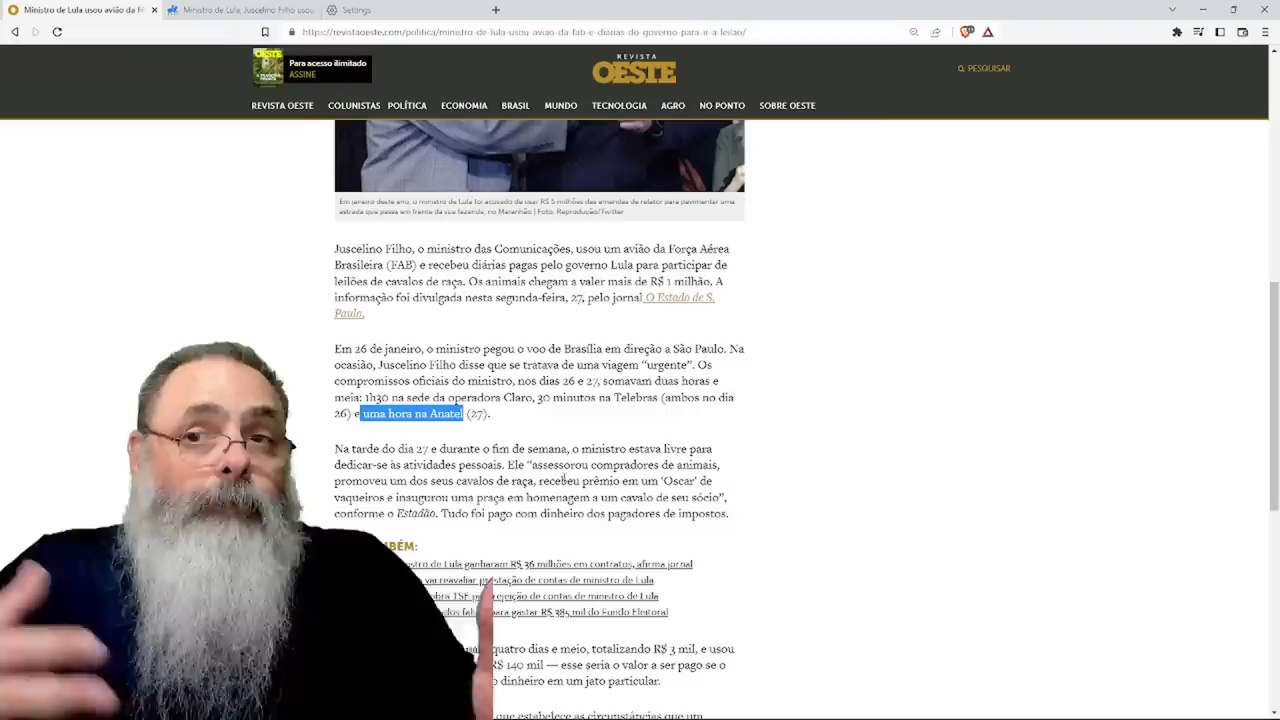 Ministro de Lula usou avião da FA
Ministro de Lula, Juscelino Filho usou
Settings
https://revistaoeste.com/politica/ministro-de-lula-usou-aviao-da-fab-e-diarias-do-governo-para-ir-a-leilao/
Para acesso ilimitado
ASSINE
REVISTA
OESTE
PESQUISAR
REVISTA OESTE COLUNISTAS POLÍTICA ECONOMIA BRASIL MUNDO TECNOLOGIA AGRO NO PONTO SOBRE OESTE
Em janeiro deste ano, o ministro de Lula foi acusado de usar R$ 5 milhões das emendas de relator para pavimentar uma
estrada que passa em frente da sua fazenda, no Maranhão | Foto: Reprodução/Twitter
Juscelino Filho, o ministro das Comunicações, usou um avião da Força Aérea
Brasileira (FAB) e recebeu diárias pagas pelo governo Lula para participar de
leilões de cavalos de raça. Os animais chegam a valer mais de R$ 1 milhão. A
informação foi divulgada nesta segunda-feira, 27, pelo jornal O Estado de S.
Paulo.
Em 26 de janeiro, o ministro pegou o voo de Brasília em direção a São Paulo. Na
ocasião, Juscelino Filho disse que se tratava de uma viagem “urgente”. Os
compromissos oficiais do ministro, nos dias 26 e 27, somavam duas horas e
meia: 1h30 na sede da operadora Claro, 30 minutos na Telebras (ambos no dia
26) e uma hora na Anatel (27).
Na tarde do dia 27 e durante o fim de semana, o ministro estava livre para
dedicar-se às atividades pessoais. Ele “assessorou compradores de animais,
promoveu um dos seus cavalos de raça, recebeu prêmio em um ‘Oscar’ de
vaqueiros e inaugurou uma praça em homenagem a um cavalo de seu sócio”,
conforme o Estadão. Tudo foi pago com dinheiro dos pagadores de impostos.
MBÉM:
stro de Lula ganharam R$ 36 milhões em contratos, afirma jornal
vai reavaliar prestação de contas de ministro de Lula
TSE rejeição de contas de ministro de Lula
para gastar R$ 385 mil do Fundo Eleitoral
quatro dias e meio, totalizando R$ 3 mil, e usou
R$ 140 mil — esse seria o valor a ser pago se o
dinheiro em um jato particular.
que estabelece as circunstâncias que um